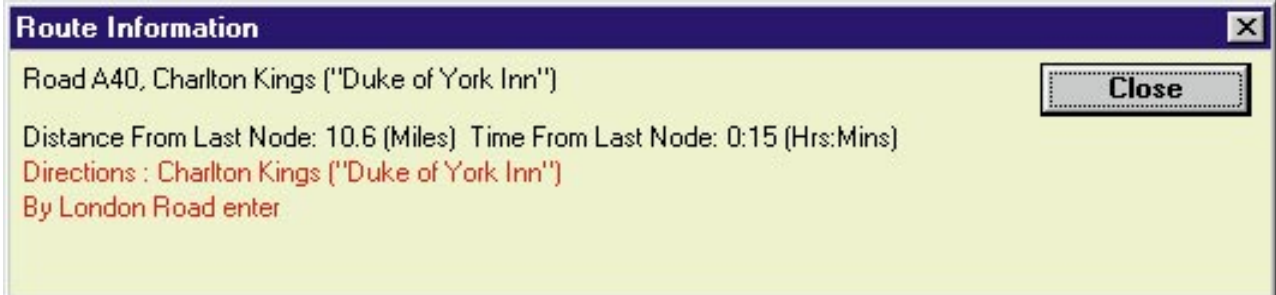 Route Information
Road A40, Charlton Kings ("Duke of York Inn")
Close
Distance From Last Node: 10.6 (Miles) Time From Last Node: 0:15 (Hrs:Mins)
Directions : Charlton Kings ("Duke of York Inn")
By London Road enter